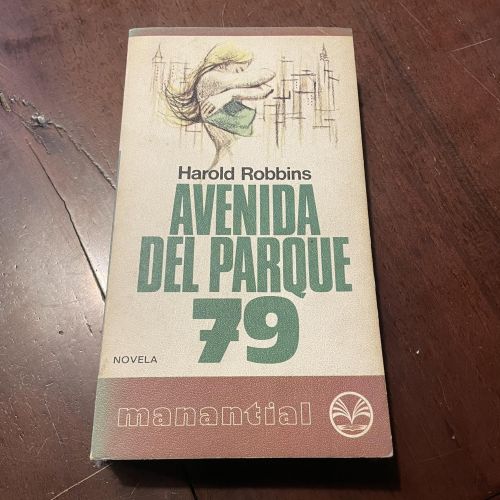 Harold Robbins
AVENIDA
DEL PARQUE
79
NOVELA
manantial